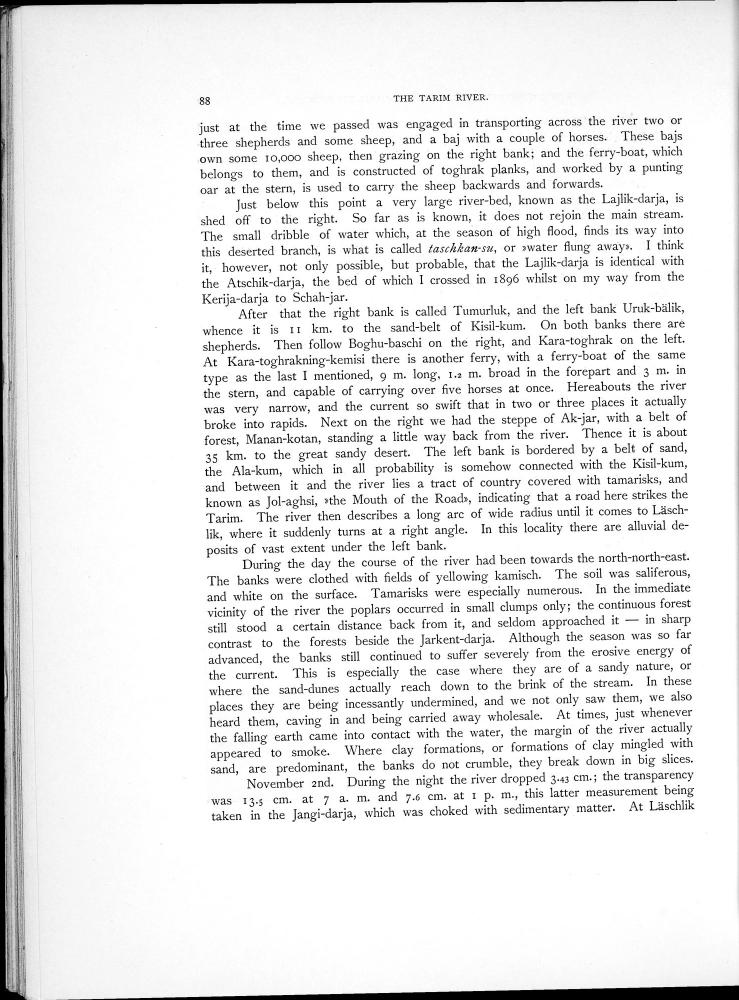 88
THE TARIM RIVER.
just at the time we passed was engaged in transporting across the river two or
three shepherds and some sheep, and a baj with a couple of horses. These bajs
own some 10,000 sheep, then grazing on the right bank; and the ferry-boat, which
belongs to them, and is constructed of toghrak planks, and worked by a punting
oar at the stern, is used to carry the sheep backwards and forwards.
Just below this point a very large river-bed, known as the Lajlik-darja, is
shed off to the right. So far as is known, it does not rejoin the main stream.
The small dribble of water which, at the season of high flood, finds its way into
this deserted branch, is what is called taschkan-su, or »water flung away». I think
it, however, not only possible, but probable, that the Lajlik-darja is identical with
the Atschik-darja, the bed of which I crossed in 1896 whilst on my way from the
Kerija-darja to Schah-jar.
After that the right bank is called Tumurluk, and the left bank Uruk-bälik,
whence it is 11 km. to the sand-belt of Kisil-kum. On both banks there are
shepherds. Then follow Boghu-baschi on the right, and Kara-toghrak on the left.
At Kara-toghrakning-kemisi there is another ferry, with a ferry-boat of the same
type as the last I mentioned, 9 m. long, 1.2 m. broad in the forepart and 3 m. in
the stern, and capable of carrying over five horses at once. Hereabouts the river
was very narrow, and the current so swift that in two or three places it actually
broke into rapids. Next on the right we had the steppe of Ak-jar, with a belt of
forest, Manan-kotan, standing a little way back from the river. Thence it is about
35 km. to the great sandy desert. The left bank is bordered by a belt of sand,
the Ala-kum, which in all probability is somehow connected with the Kisil-kum,
and between it and the river lies a tract of country covered with tamarisks, and
known as Jol-aghsi, »the Mouth of the Road», indicating that a road here strikes the
Tarim. The river then describes a long arc of wide radius until it comes to Läsch-
lik, where it suddenly turns at a right angle. In this locality there are alluvial de-
posits of vast extent under the left bank.
During the day the course of the river had been towards the north-north-east.
The banks were clothed with fields of yellowing kamisch. The soil was saliferous,
and white on the surface. Tamarisks were especially numerous. In the immediate
vicinity of the river the poplars occurred in small clumps only; the continuous forest
still stood a certain distance back from it, and seldom approached it — in sharp
contrast to the forests beside the Jarkent-darja. Although the season was so far
advanced, the banks still continued to suffer severely from the erosive energy of
the current. This is especially the case where they are of a sandy nature, or
where the sand-dunes actually reach down to the brink of the stream. In these
places they are being incessantly undermined, and we not only saw them, we also
heard them, caving in and being carried away wholesale. At times, just whenever
the falling earth came into contact with the water, the margin of the river actually
appeared to smoke. Where clay formations, or formations of clay mingled with
sand, are predominant, the banks do not crumble, they break down in big slices.
November 2nd. During the night the river dropped 3.43 cm.; the transparency
was 13.5 cm. at 7 a. m. and 7.6 cm. at 1 p. m., this latter measurement being
taken in the Jangi-darja, which was choked with sedimentary matter. At Läschlik